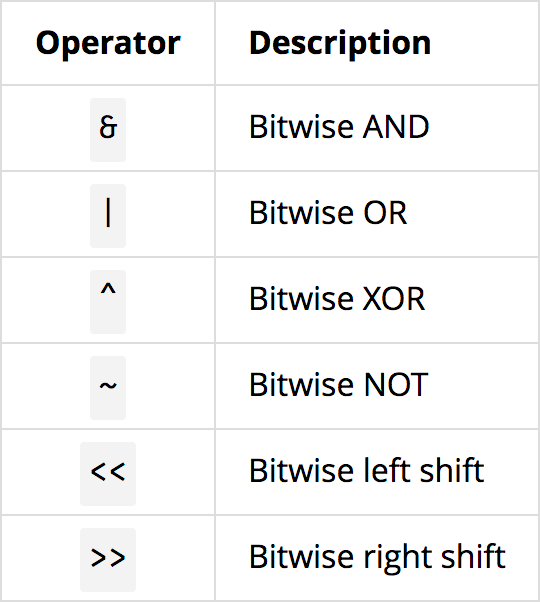 Operator Description
& Bitwise AND
| Bitwise OR
^ Bitwise XOR
~ Bitwise NOT
<< Bitwise left shift
>> Bitwise right shift